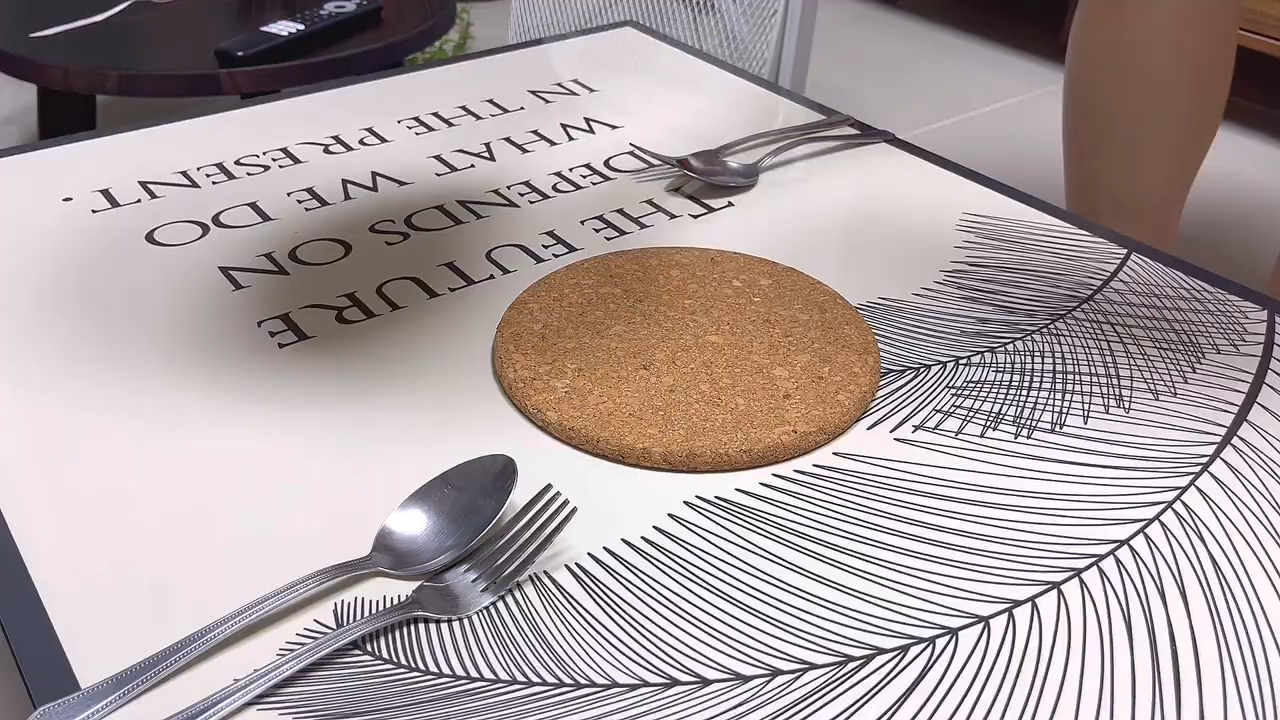 THE FUTURE
DEPENDS ON
WHAT WE DO
IN THE PRESENT.